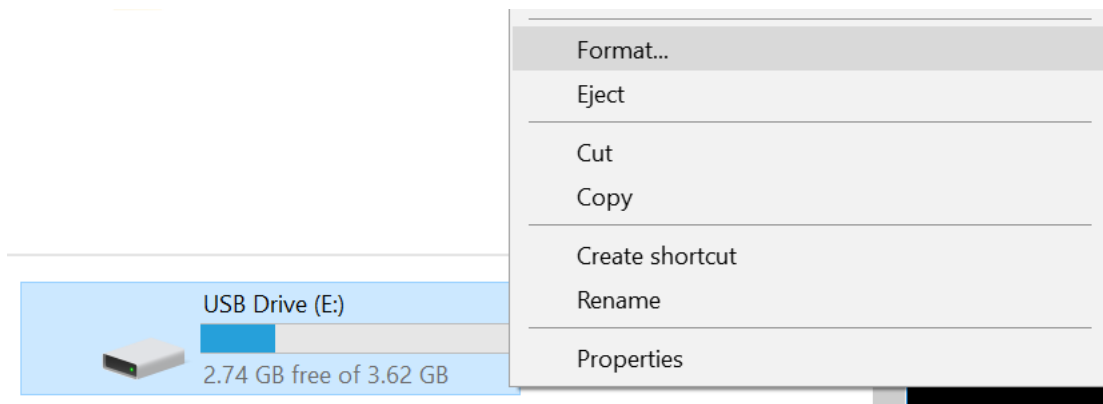 Format...
Eject
Cut
Copy
Create shortcut
Rename
Properties
USB Drive (E:)
2.74 GB free of 3.62 GB